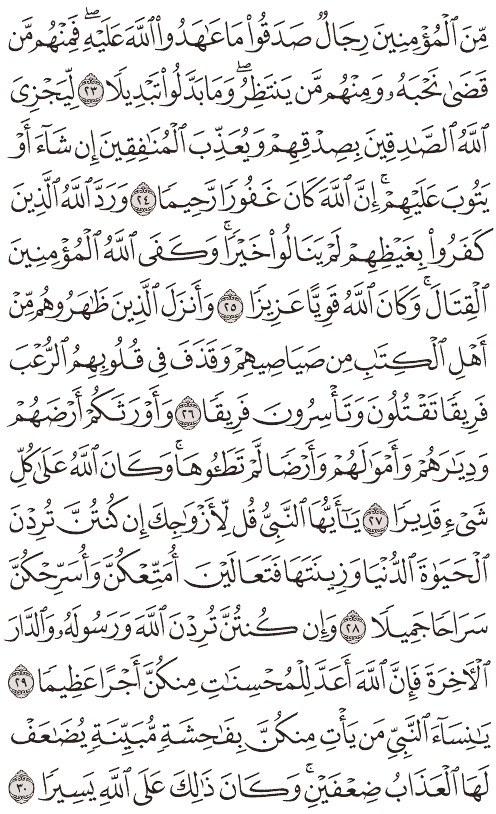 مِّنَ ٱلْمُؤْمِنِينَ رِجَالٌ صَدَقُوا۟ مَا عَٰهَدُوا۟ ٱللَّهَ عَلَيْهِ ۖ فَمِنْهُم مَّن
قَضَىٰ نَحْبَهُۥ وَمِنْهُم مَّن يَنتَظِرُ ۖ وَمَا بَدَّلُوا۟ تَبْدِيلًا ٢٣ لِّيَجْزِىَ
ٱللَّهُ ٱلصَّٰدِقِينَ بِصِدْقِهِمْ وَيُعَذِّبَ ٱلْمُنَٰفِقِينَ إِن شَآءَ أَوْ
يَتُوبَ عَلَيْهِمْ ۚ إِنَّ ٱللَّهَ كَانَ غَفُورًا رَّحِيمًا ٢٤ وَرَدَّ ٱللَّهُ ٱلَّذِينَ
كَفَرُوا۟ بِغَيْظِهِمْ لَمْ يَنَالُوا۟ خَيْرًا ۚ وَكَفَى ٱللَّهُ ٱلْمُؤْمِنِينَ
ٱلْقِتَالَ ۚ وَكَانَ ٱللَّهُ قَوِيًّا عَزِيزًا ٢٥ وَأَنزَلَ ٱلَّذِينَ ظَٰهَرُوهُم مِّنْ
أَهْلِ ٱلْكِتَٰبِ مِن صَيَاصِيهِمْ وَقَذَفَ فِى قُلُوبِهِمُ ٱلرُّعْبَ
فَرِيقًا تَقْتُلُونَ وَتَأْسِرُونَ فَرِيقًا ٢٦ وَأَوْرَثَكُمْ أَرْضَهُمْ
وَدِيَٰرَهُمْ وَأَمْوَٰلَهُمْ وَأَرْضًا لَّمْ تَطَـُٔوهَا ۚ وَكَانَ ٱللَّهُ عَلَىٰ كُلِّ
شَىْءٍ قَدِيرًا ٢٧ يَٰٓأَيُّهَا ٱلنَّبِىُّ قُل لِّأَزْوَٰجِكَ إِن كُنتُنَّ تُرِدْنَ
ٱلْحَيَوٰةَ ٱلدُّنْيَا وَزِينَتَهَا فَتَعَالَيْنَ أُمَتِّعْكُنَّ وَأُسَرِّحْكُنَّ
سَرَاحًا جَمِيلًا ٢٨ وَإِن كُنتُنَّ تُرِدْنَ ٱللَّهَ وَرَسُولَهُۥ وَٱلدَّارَ
ٱلْـَٔاخِرَةَ فَإِنَّ ٱللَّهَ أَعَدَّ لِلْمُحْسِنَٰتِ مِنكُنَّ أَجْرًا عَظِيمًا ٢٩
يَٰنِسَآءَ ٱلنَّبِىِّ مَن يَأْتِ مِنكُنَّ بِفَٰحِشَةٍ مُّبَيِّنَةٍ يُضَٰعَفْ
لَهَا ٱلْعَذَابُ ضِعْفَيْنِ ۚ وَكَانَ ذَٰلِكَ عَلَى ٱللَّهِ يَسِيرًا ٣٠